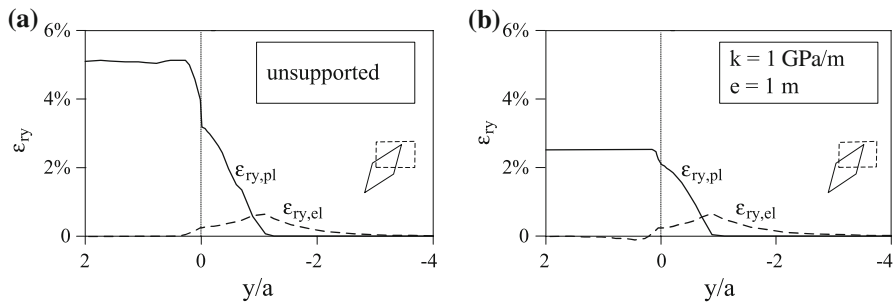 (a)
6%
4%
2%
0
ε_ry
unsupported
ε_ry,pl
ε_ry,el
2 0 -2 -4
y/a
(b)
6%
4%
2%
0
ε_ry
k = 1 GPa/m
e = 1 m
ε_ry,pl
ε_ry,el
2 0 -2 -4
y/a